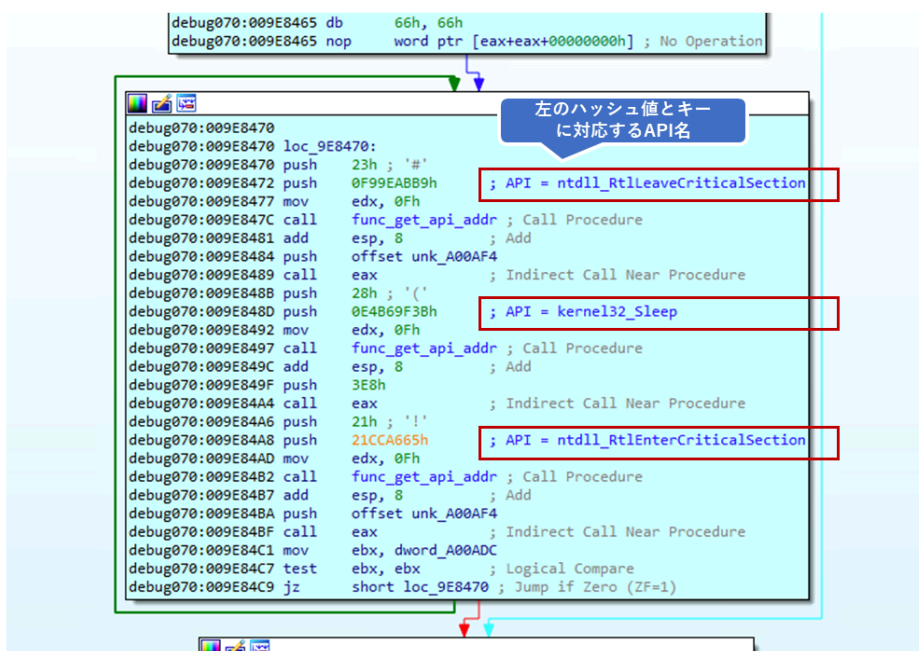 debug070:009E8465 db 66h, 66h
debug070:009E8465 nop word ptr [eax+eax+00000000h] ; No Operation
左のハッシュ値とキー
に対応するAPI名
debug070:009E8470
debug070:009E8470 loc_9E8470:
debug070:009E8470 push 23h ; '#'
debug070:009E8472 push 0F99EABB9h ; API = ntdll_RtlLeaveCriticalSection
debug070:009E8477 mov edx, 0Fh
debug070:009E847C call func_get_api_addr ; Call Procedure
debug070:009E8481 add esp, 8 ; Add
debug070:009E8484 push offset unk_A00AF4
debug070:009E8489 call eax ; Indirect Call Near Procedure
debug070:009E848B push 28h ; '('
debug070:009E848D push 0E4B69F3Bh ; API = kernel32_Sleep
debug070:009E8492 mov edx, 0Fh
debug070:009E8497 call func_get_api_addr ; Call Procedure
debug070:009E849C add esp, 8 ; Add
debug070:009E849F push 3E8h
debug070:009E84A4 call eax ; Indirect Call Near Procedure
debug070:009E84A6 push 21h ; '!'
debug070:009E84A8 push 21CCA665h ; API = ntdll_RtlEnterCriticalSection
debug070:009E84AD mov edx, 0Fh
debug070:009E84B2 call func_get_api_addr ; Call Procedure
debug070:009E84B7 add esp, 8 ; Add
debug070:009E84BA push offset unk_A00AF4
debug070:009E84BF call eax ; Indirect Call Near Procedure
debug070:009E84C1 mov ebx, dword_A00ADC
debug070:009E84C7 test ebx, ebx ; Logical Compare
debug070:009E84C9 jz short loc_9E8470 ; Jump if Zero (ZF=1)